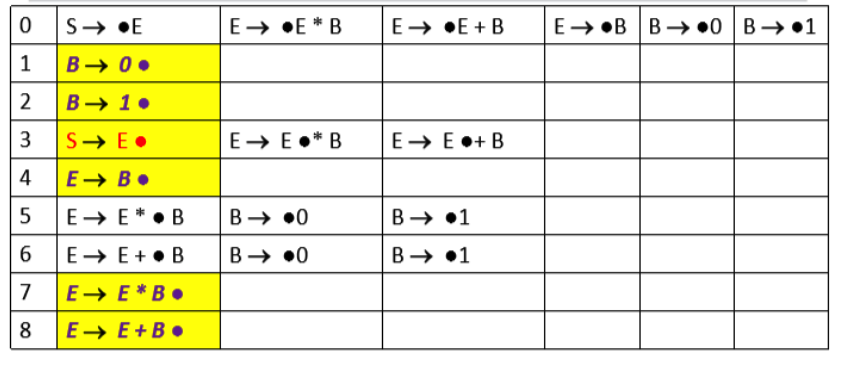 0 S→ ●E E→ ●E * B E→ ●E + B E→ ●B B→ ●0 B→ ●1
1 B→ 0 ●
2 B→ 1 ●
3 S→ E ● E→ E ●* B E→ E ●+ B
4 E→ B ●
5 E→ E * ● B B→ ●0 B→ ●1
6 E→ E + ● B B→ ●0 B→ ●1
7 E→ E * B ●
8 E→ E + B ●